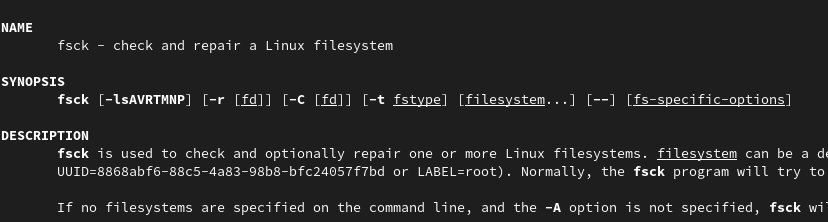 NAME
fsck - check and repair a Linux filesystem
SYNOPSIS
fsck [-lsAVRTMNP] [-r [fd]] [-C [fd]] [-t fstype] [filesystem...] [--] [fs-specific-options]
DESCRIPTION
fsck is used to check and optionally repair one or more Linux filesystems. filesystem can be a de
UUID=8868abf6-88c5-4a83-98b8-bfc24057f7bd or LABEL=root). Normally, the fsck program will try to
If no filesystems are specified on the command line, and the -A option is not specified, fsck wi